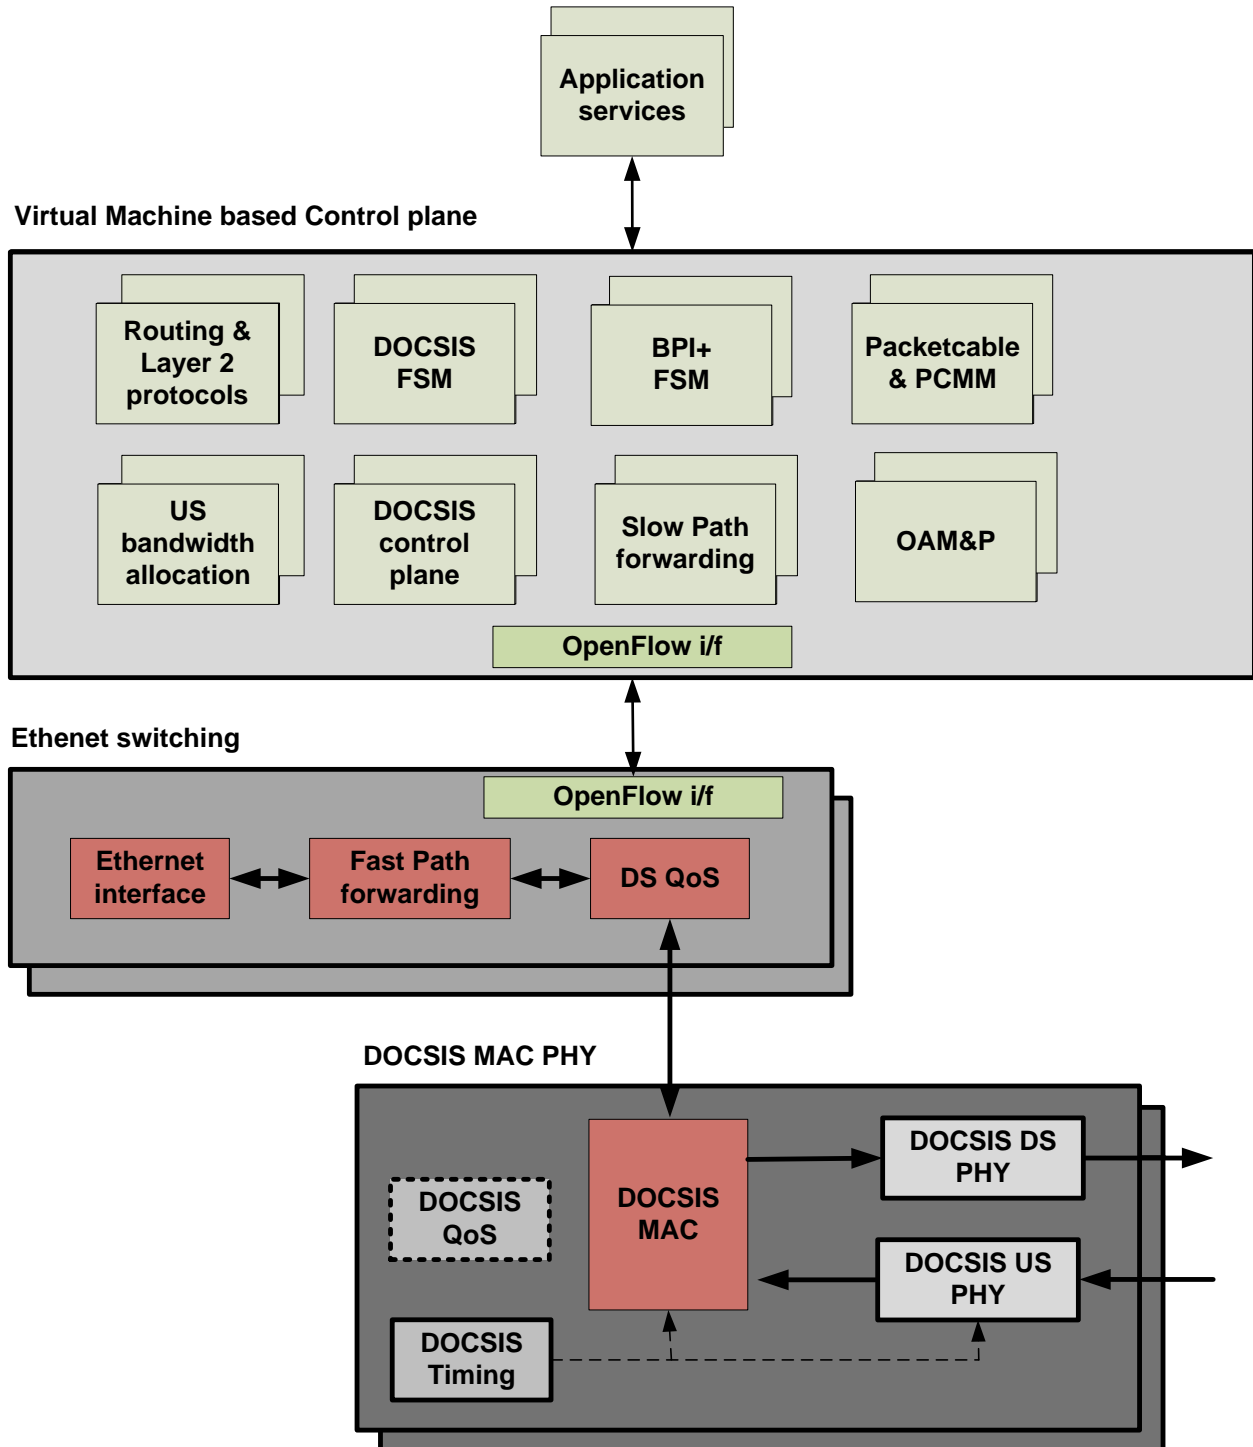 Application
services
Virtual Machine based Control plane
Routing &
Layer 2
protocols
DOCSIS
FSM
BPI+
FSM
Packetcable
& PCMM
US
bandwidth
allocation
DOCSIS
control
plane
Slow Path
forwarding
OAM&P
OpenFlow i/f
Ethenet switching
OpenFlow i/f
Ethernet
interface
Fast Path
forwarding
DS QoS
DOCSIS MAC PHY
DOCSIS
QoS
DOCSIS
MAC
DOCSIS DS
PHY
DOCSIS US
PHY
DOCSIS
Timing